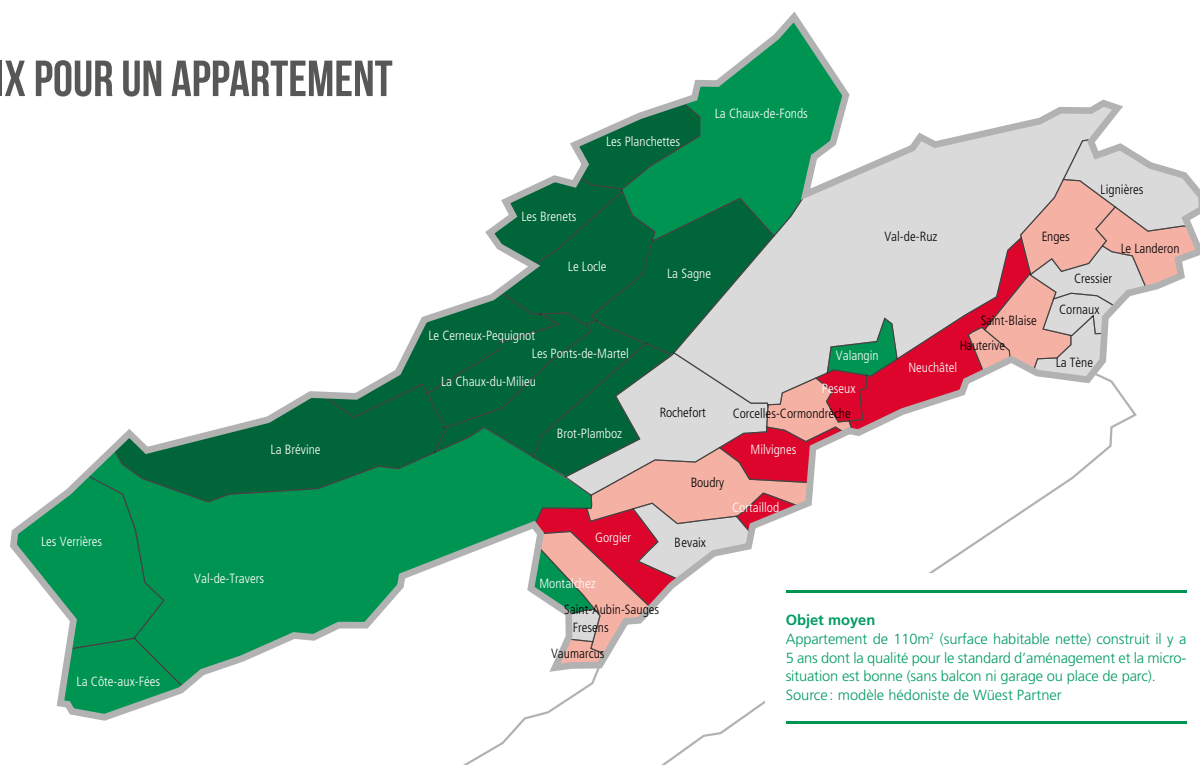 IX POUR UN APPARTEMENT
La Chaux-de-Fonds
Les Planchettes
Les Brenets
Le Locle
La Sagne
Le Cerneux-Pequignot
Les Ponts-de-Martel
La Chaux-du-Milieu
Brot-Plamboz
La Brévine
Les Verrières
Val-de-Travers
La Côte-aux-Fées
Val-de-Ruz
Lignières
Enges
Le Landeron
Cressier
Cornaux
Saint-Blaise
Hauterive
La Tène
Valangin
Neuchâtel
Peseux
Rochefort
Corcelles-Cormondrèche
Milvignes
Boudry
Cortaillod
Gorgier
Bevaix
Montalchez
Saint-Aubin-Sauges
Fresens
Vaumarcus
Objet moyen
Appartement de 110m² (surface habitable nette) construit il y a
5 ans dont la qualité pour le standard d’aménagement et la micro-
situation est bonne (sans balcon ni garage ou place de parc).
Source : modèle hédoniste de Wüest Partner